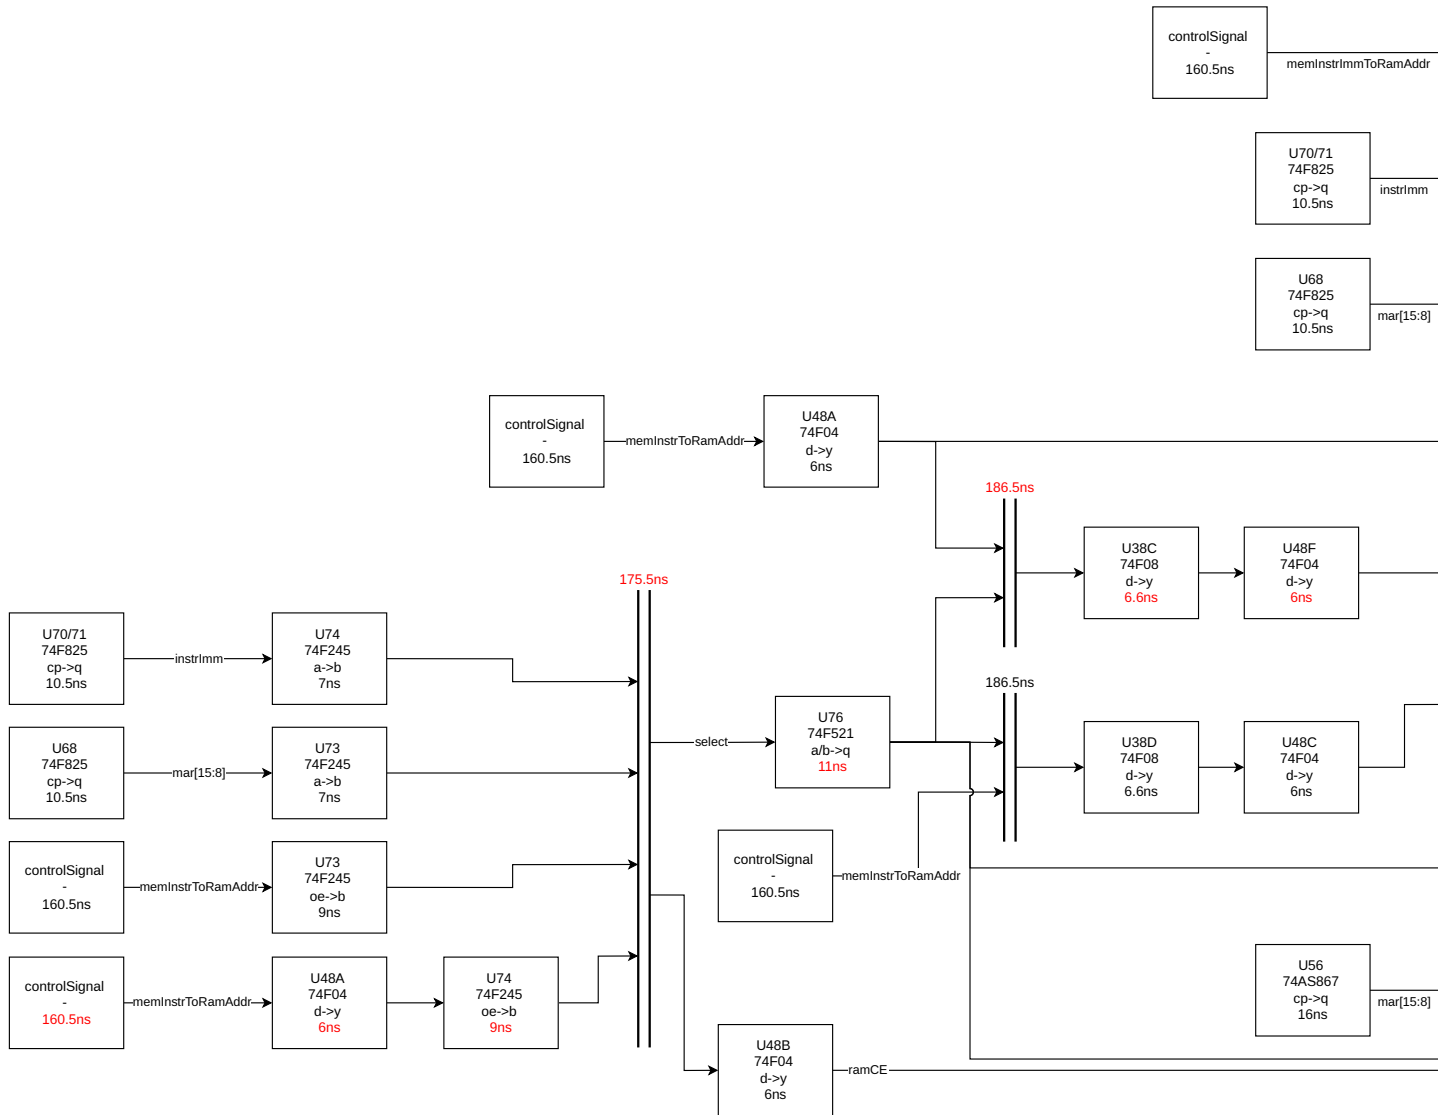 controlSignal
-
160.5ns
memInstrImmToRamAddr
U70/71
74F825
cp->q
10.5ns
instrImm
U68
74F825
cp->q
10.5ns
mar[15:8]
controlSignal
-
160.5ns
memInstrToRamAddr
U48A
74F04
d->y
6ns
186.5ns
U38C
74F08
d->y
6.6ns
U48F
74F04
d->y
6ns
175.5ns
U70/71
74F825
cp->q
10.5ns
instrImm
U74
74F245
a->b
7ns
186.5ns
U68
74F825
cp->q
10.5ns
mar[15:8]
U73
74F245
a->b
7ns
select
U76
74F521
a/b->q
11ns
U38D
74F08
d->y
6.6ns
U48C
74F04
d->y
6ns
controlSignal
-
160.5ns
memInstrToRamAddr
U73
74F245
oe->b
9ns
controlSignal
-
160.5ns
memInstrToRamAddr
controlSignal
-
160.5ns
memInstrToRamAddr
U48A
74F04
d->y
6ns
U74
74F245
oe->b
9ns
U56
74AS867
cp->q
16ns
mar[15:8]
U48B
74F04
d->y
6ns
ramCE